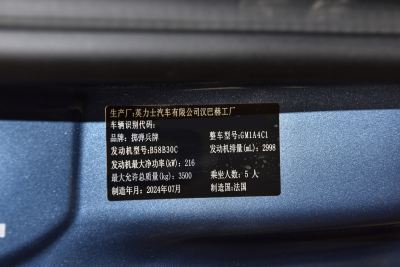 生产厂:英力士汽车有限公司汉巴赫工厂
车辆识别代码:
品牌: 掷弹兵牌 整车型号:GM1A4C1
发动机型号:B58B30C 发动机排量(mL): 2998
发动机最大净功率(kW): 216
最大允许总质量(kg): 3500 乘坐人数: 5 人
制造年月: 2024年07月 制造国:法国